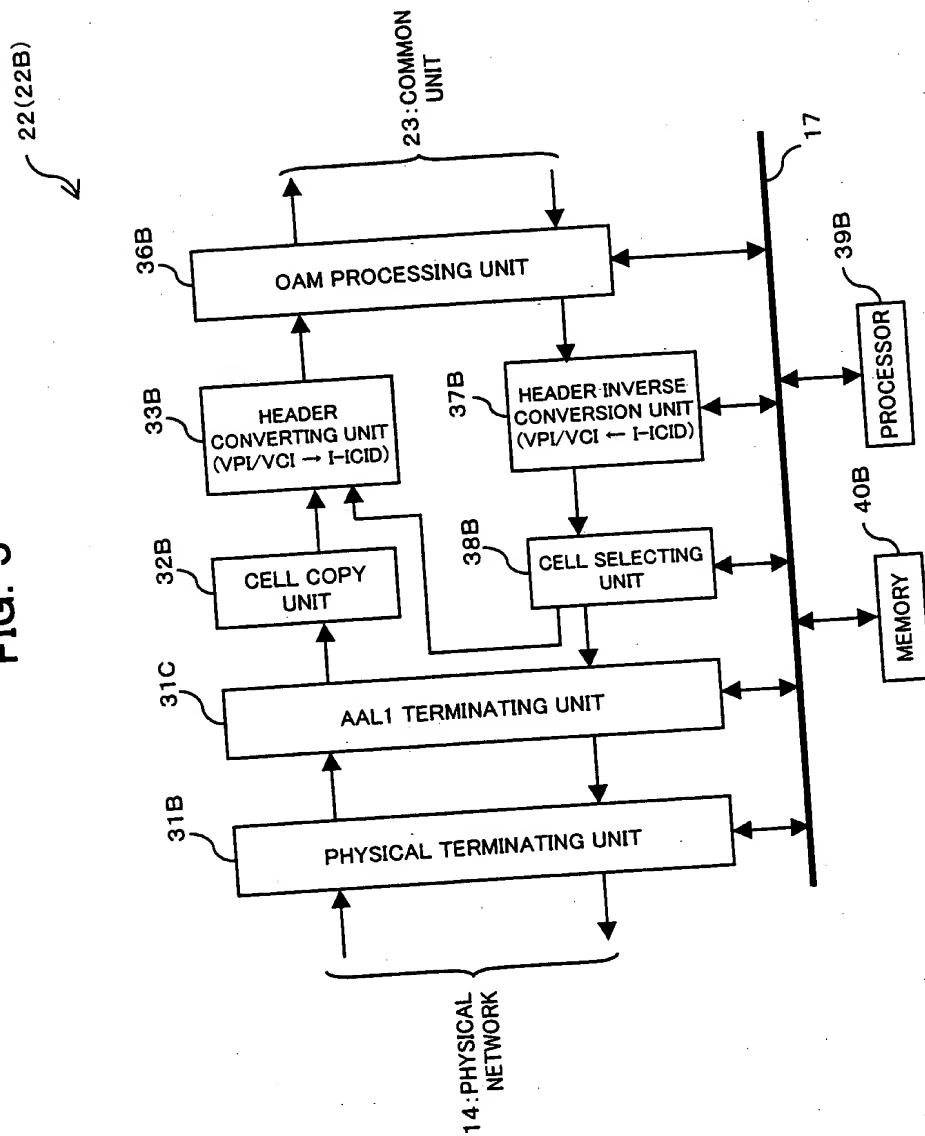 22(22B)
23:COMMON
UNIT
36B
OAM PROCESSING UNIT
33B
HEADER
CONVERTING UNIT
(VPI/VCI → I-ICID)
37B
HEADER INVERSE
CONVERSION UNIT
(VPI/VCI ← I-ICID)
32B
CELL COPY
UNIT
38B
CELL SELECTING
UNIT
31C
AAL1 TERMINATING UNIT
31B
PHYSICAL TERMINATING UNIT
14:PHYSICAL
NETWORK
17
39B
PROCESSOR
40B
MEMORY